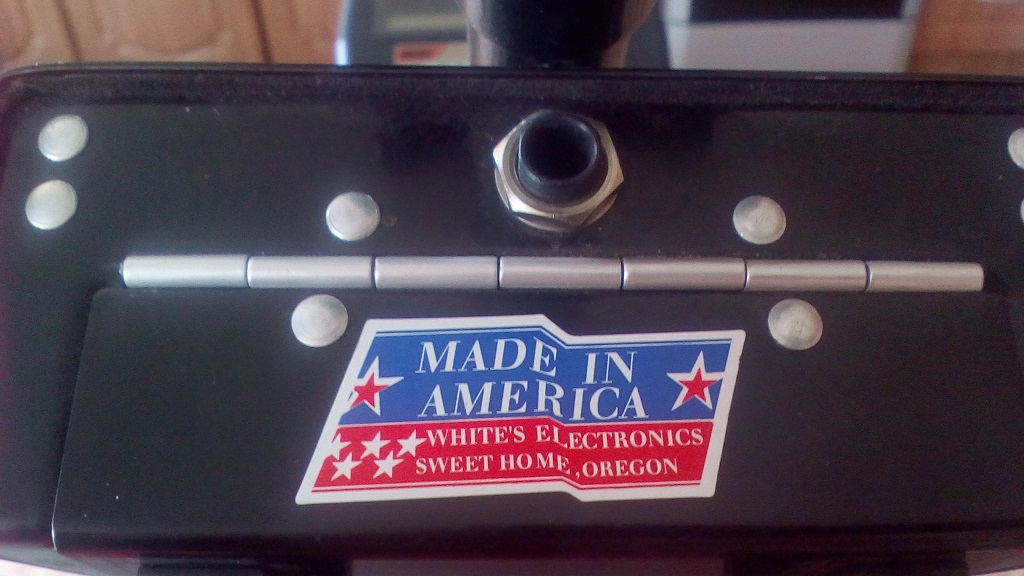 MADE IN
AMERICA
WHITE'S ELECTRONICS
SWEET HOME, OREGON